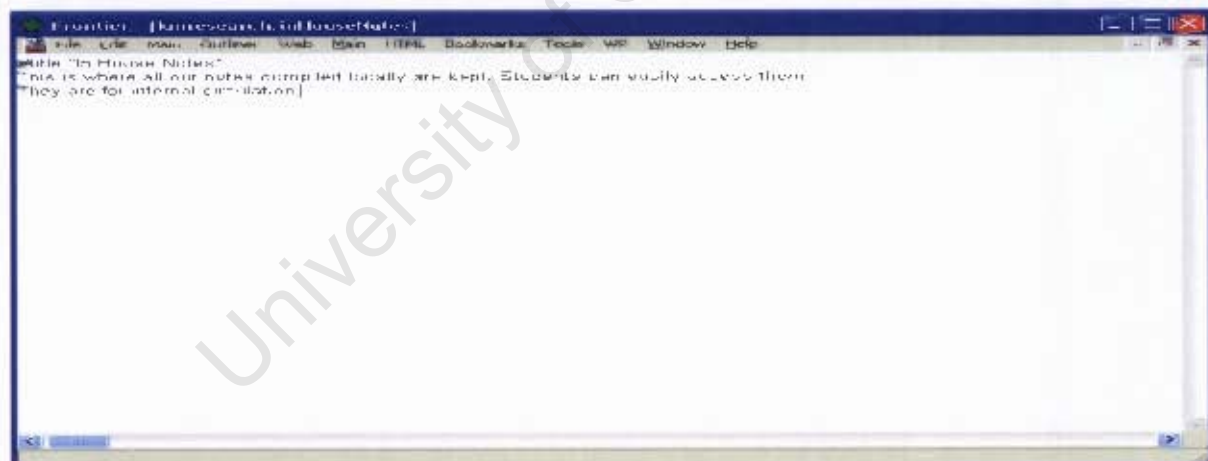 Frontier
File Edit Main Outliner Web Main HTML Bookmarks Tools WP Window Help
#title "In House Notes"
This is where all our notes compiled locally are kept. Students can easily access them
They are for internal circulation
University of